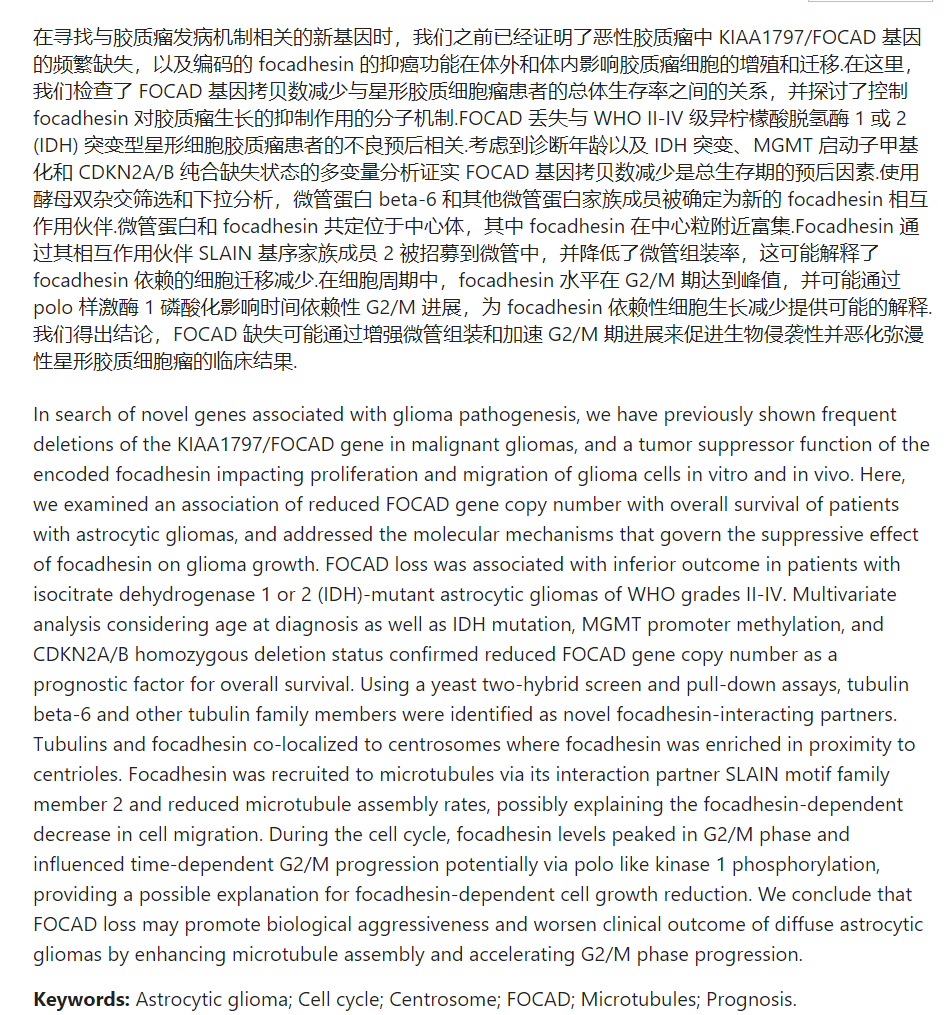 在寻找与胶质瘤发病机制相关的新基因时，我们之前已经证明了恶性胶质瘤中 KIAA1797/FOCAD 基因
的频繁缺失，以及编码的 focadhesin 的抑癌功能在体外和体内影响胶质瘤细胞的增殖和迁移.在这里，
我们检查了 FOCAD 基因拷贝数减少与星形胶质细胞瘤患者的总体生存率之间的关系，并探讨了控制
focadhesin 对胶质瘤生长的抑制作用的分子机制.FOCAD 丢失与 WHO II-IV 级异柠檬酸脱氢酶 1 或 2
(IDH) 突变型星形细胞胶质瘤患者的不良预后相关.考虑到诊断年龄以及 IDH 突变、MGMT 启动子甲基
化和 CDKN2A/B 纯合缺失状态的多变量分析证实 FOCAD 基因拷贝数减少是总生存期的预后因素.使用
酵母双杂交筛选和下拉分析，微管蛋白 beta-6 和其他微管蛋白家族成员被确定为新的 focadhesin 相互
作用伙伴.微管蛋白和 focadhesin 共定位于中心体，其中 focadhesin 在中心粒附近富集.Focadhesin 通
过其相互作用伙伴 SLAIN 基序家族成员 2 被招募到微管中，并降低了微管组装率，这可能解释了
focadhesin 依赖的细胞迁移减少.在细胞周期中，focadhesin 水平在 G2/M 期达到峰值，并可能通过
polo 样激酶 1 磷酸化影响时间依赖性 G2/M 进展，为 focadhesin 依赖性细胞生长减少提供可能的解释.
我们得出结论，FOCAD 缺失可能通过增强微管组装和加速 G2/M 期进展来促进生物侵袭性并恶化弥漫
性星形胶质细胞瘤的临床结果.
In search of novel genes associated with glioma pathogenesis, we have previously shown frequent
deletions of the KIAA1797/FOCAD gene in malignant gliomas, and a tumor suppressor function of the
encoded focadhesin impacting proliferation and migration of glioma cells in vitro and in vivo. Here,
we examined an association of reduced FOCAD gene copy number with overall survival of patients
with astrocytic gliomas, and addressed the molecular mechanisms that govern the suppressive effect
of focadhesin on glioma growth. FOCAD loss was associated with inferior outcome in patients with
isocitrate dehydrogenase 1 or 2 (IDH)-mutant astrocytic gliomas of WHO grades II-IV. Multivariate
analysis considering age at diagnosis as well as IDH mutation, MGMT promoter methylation, and
CDKN2A/B homozygous deletion status confirmed reduced FOCAD gene copy number as a
prognostic factor for overall survival. Using a yeast two-hybrid screen and pull-down assays, tubulin
beta-6 and other tubulin family members were identified as novel focadhesin-interacting partners.
Tubulins and focadhesin co-localized to centrosomes where focadhesin was enriched in proximity to
centrioles. Focadhesin was recruited to microtubules via its interaction partner SLAIN motif family
member 2 and reduced microtubule assembly rates, possibly explaining the focadhesin-dependent
decrease in cell migration. During the cell cycle, focadhesin levels peaked in G2/M phase and
influenced time-dependent G2/M progression potentially via polo like kinase 1 phosphorylation,
providing a possible explanation for focadhesin-dependent cell growth reduction. We conclude that
FOCAD loss may promote biological aggressiveness and worsen clinical outcome of diffuse astrocytic
gliomas by enhancing microtubule assembly and accelerating G2/M phase progression.
Keywords: Astrocytic glioma; Cell cycle; Centrosome; FOCAD; Microtubules; Prognosis.